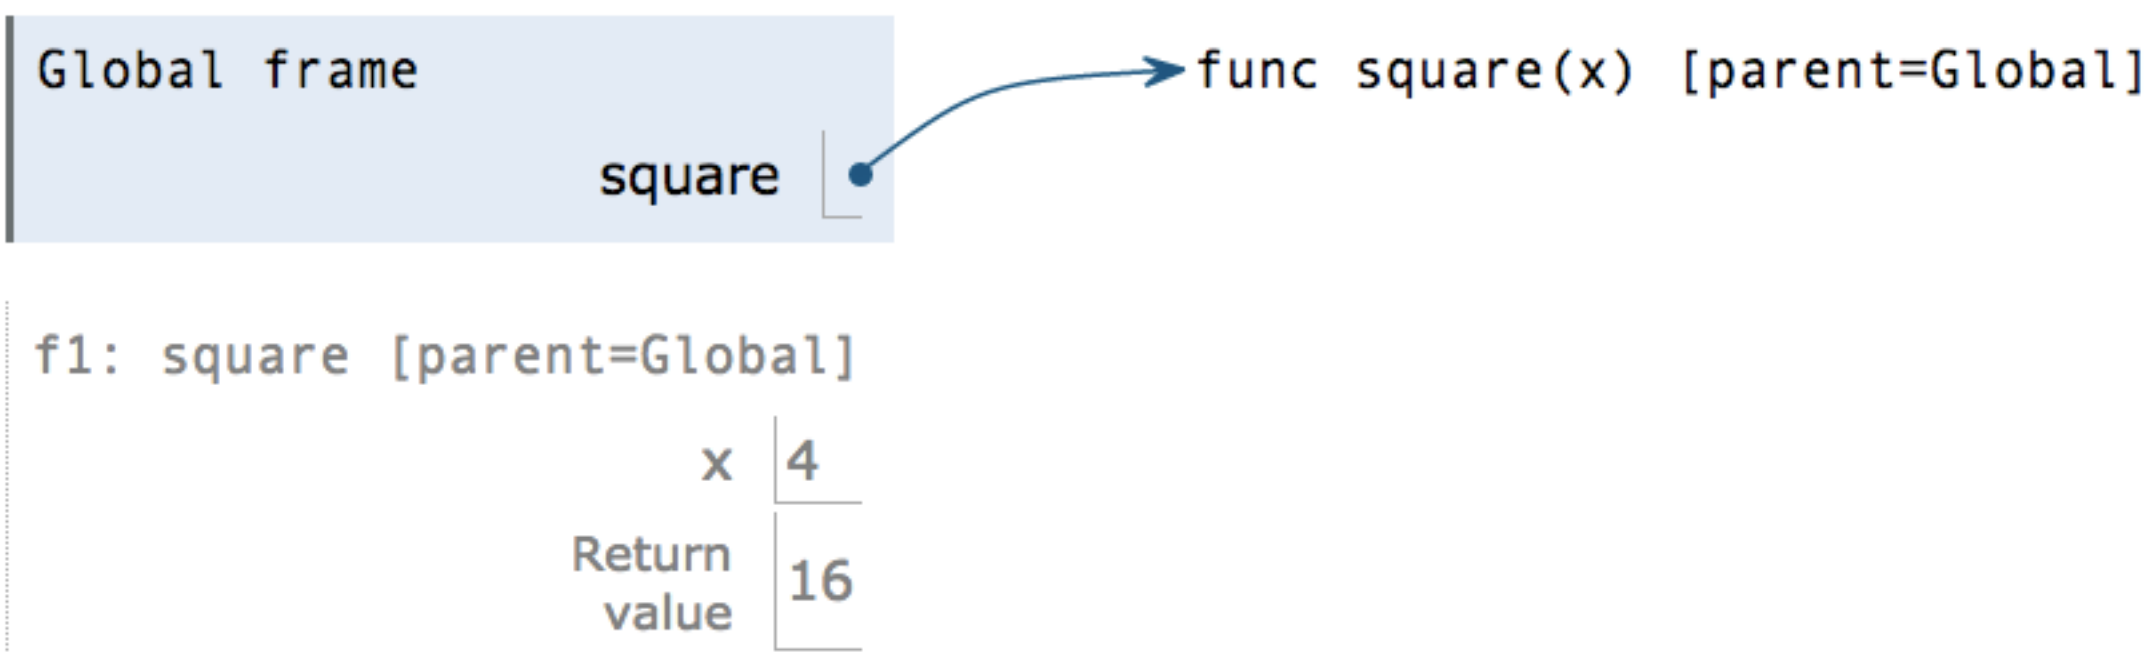 Global frame
func square(x) [parent=Global]
square
f1: square [parent=Global]
x 4
Return
value 16